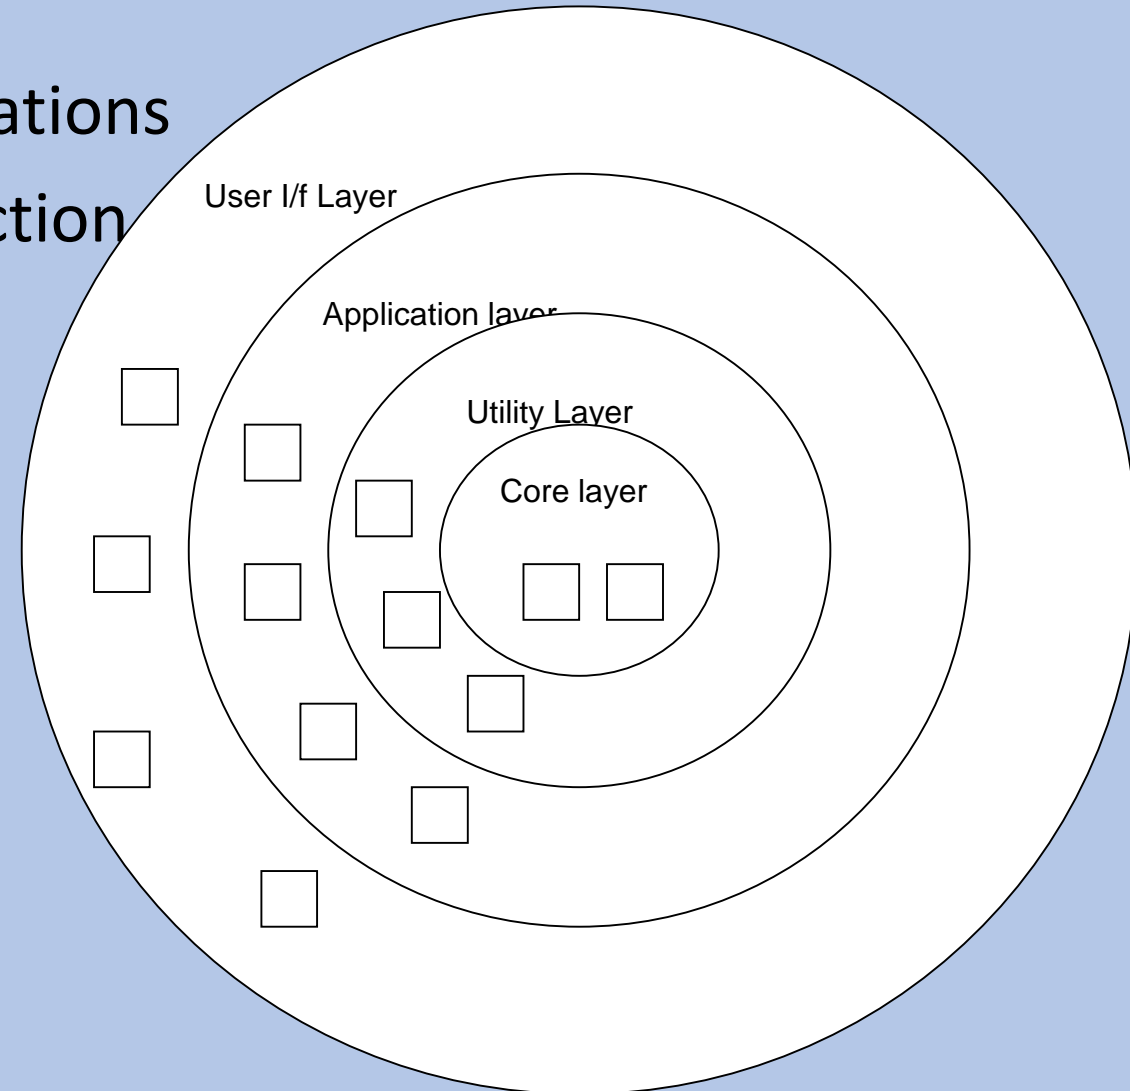 ations
ction
User I/f Layer
Application layer
Utility Layer
Core layer